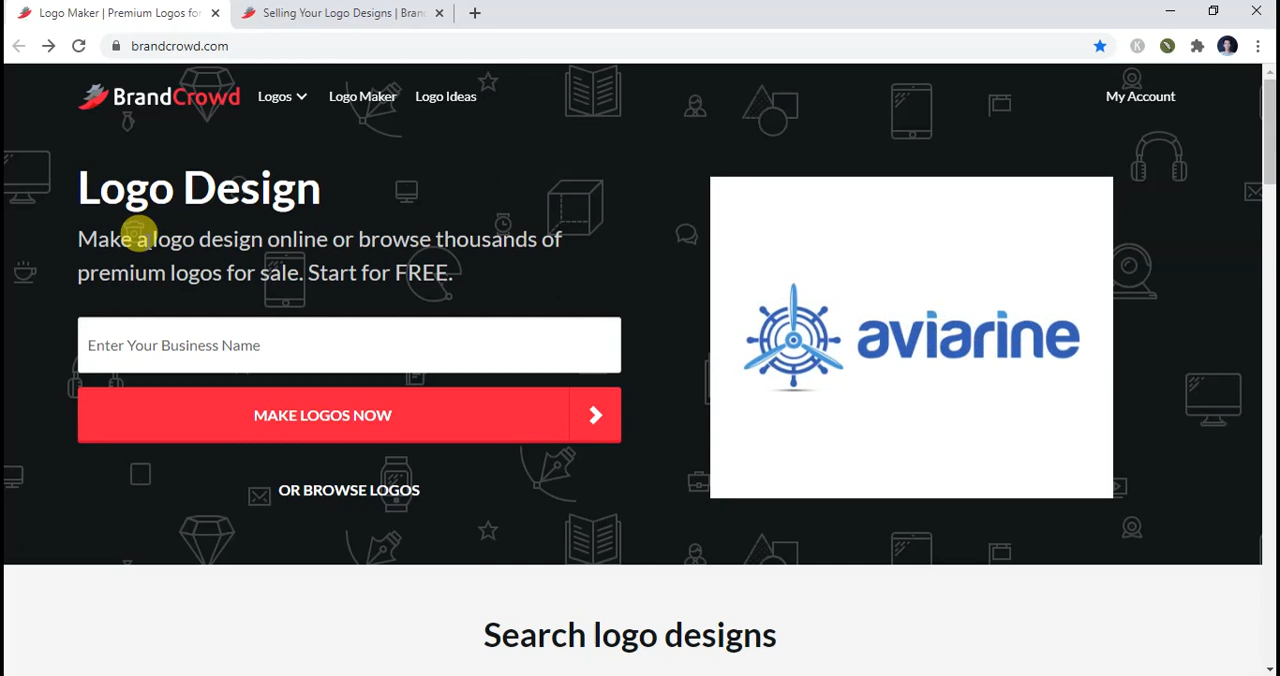 Logo Maker | Premium Logos for
Selling Your Logo Designs | Bran
brandcrowd.com
BrandCrowd
Logos
Logo Maker
Logo Ideas
My Account
Logo Design
Make a logo design online or browse thousands of
premium logos for sale. Start for FREE.
Enter Your Business Name
MAKE LOGOS NOW
OR BROWSE LOGOS
aviarine
Search logo designs